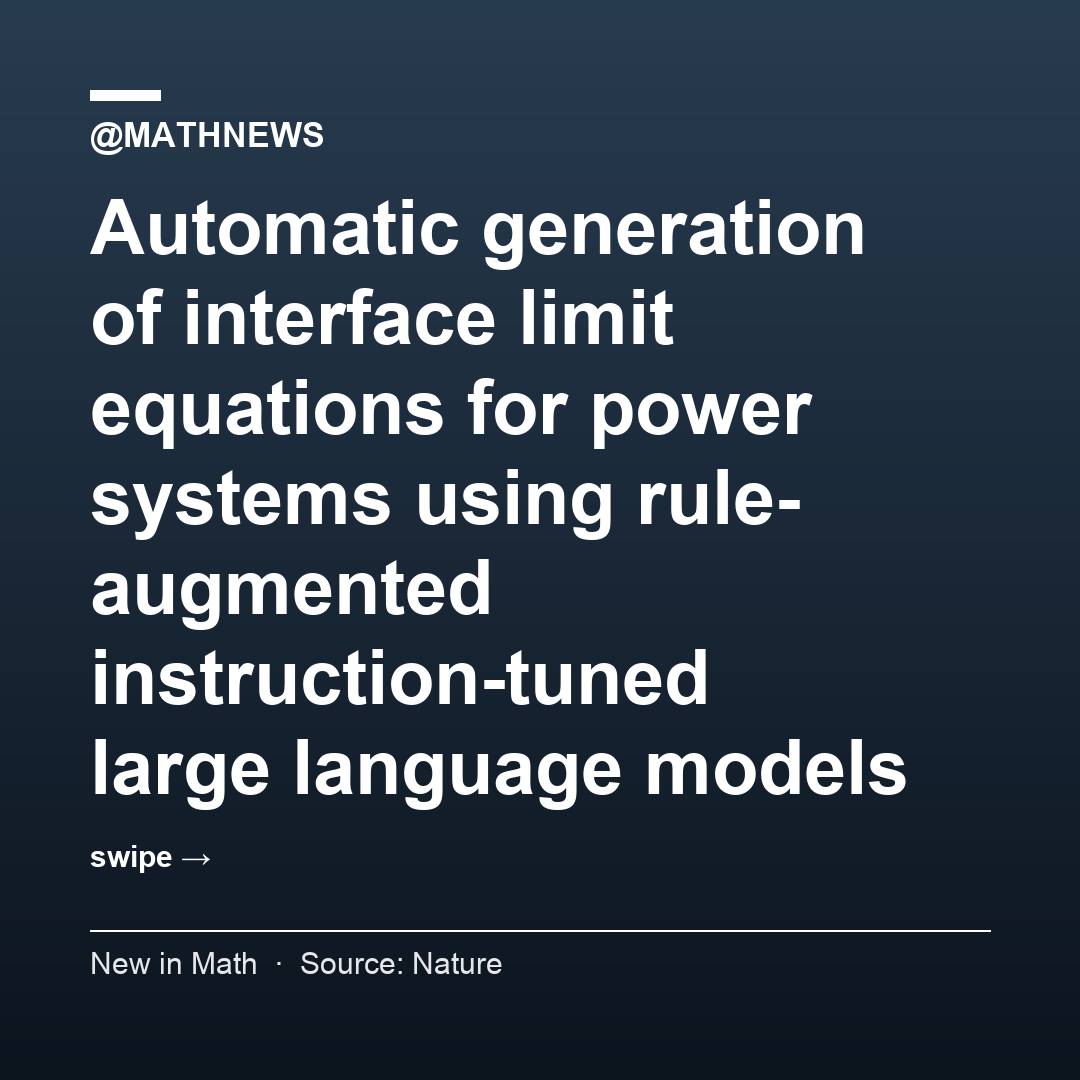 @MATHNEWS
Automatic generation
of interface limit
equations for power
systems using rule-
augmented
instruction-tuned
large language models
swipe →
New in Math · Source: Nature